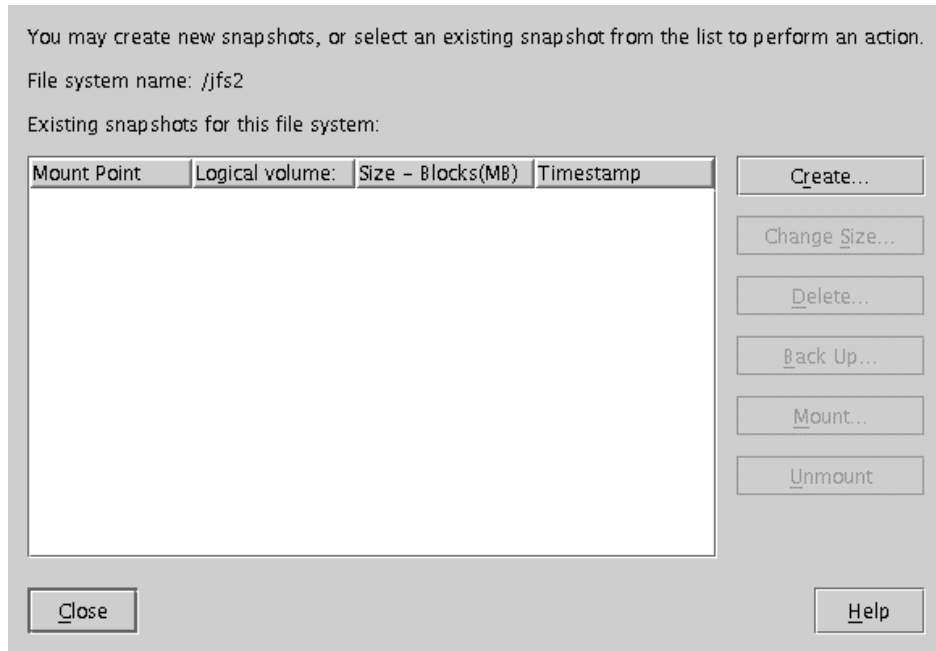 You may create new snapshots, or select an existing snapshot from the list to perform an action.
File system name: /jfs2
Existing snapshots for this file system:
Mount Point Logical volume: Size - Blocks(MB) Timestamp
Create...
Change Size...
Delete...
Back Up...
Mount...
Unmount
Close Help